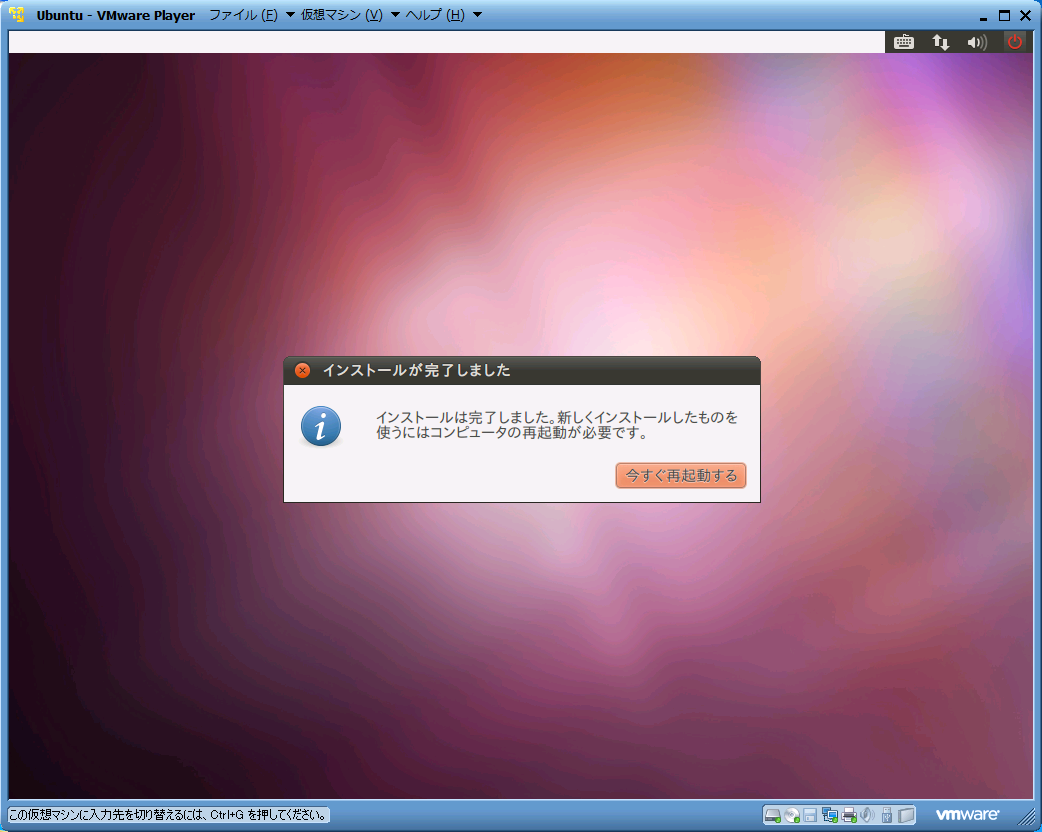 Ubuntu - VMware Player ファイル (F) 仮想マシン (V) ヘルプ (H)
インストールが完了しました
インストールは完了しました。新しくインストールしたものを
使うにはコンピュータの再起動が必要です。
今すぐ再起動する
この仮想マシンに入力先を切り替えるには、Ctrl+G を押してください。
vmware